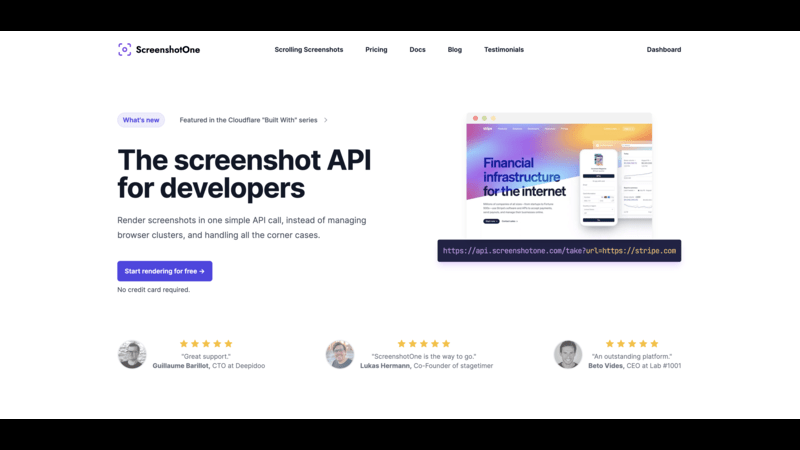 ScreenshotOne
Scrolling Screenshots
Pricing
Docs
Blog
Testimonials
Dashboard
What's new
Featured in the Cloudflare "Built With" series
The screenshot API
for developers
Render screenshots in one simple API call, instead of managing
browser clusters, and handling all the corner cases.
Start rendering for free →
No credit card required.
stripe
Financial
infrastructure
for the internet
https://api.screenshotone.com/take?url=https://stripe.com
"Great support."
Guillaume Barillot, CTO at Deepidoo
"ScreenshotOne is the way to go."
Lukas Hermann, Co-Founder of stagetimer
"An outstanding platform."
Beto Vides, CEO at Lab #1001